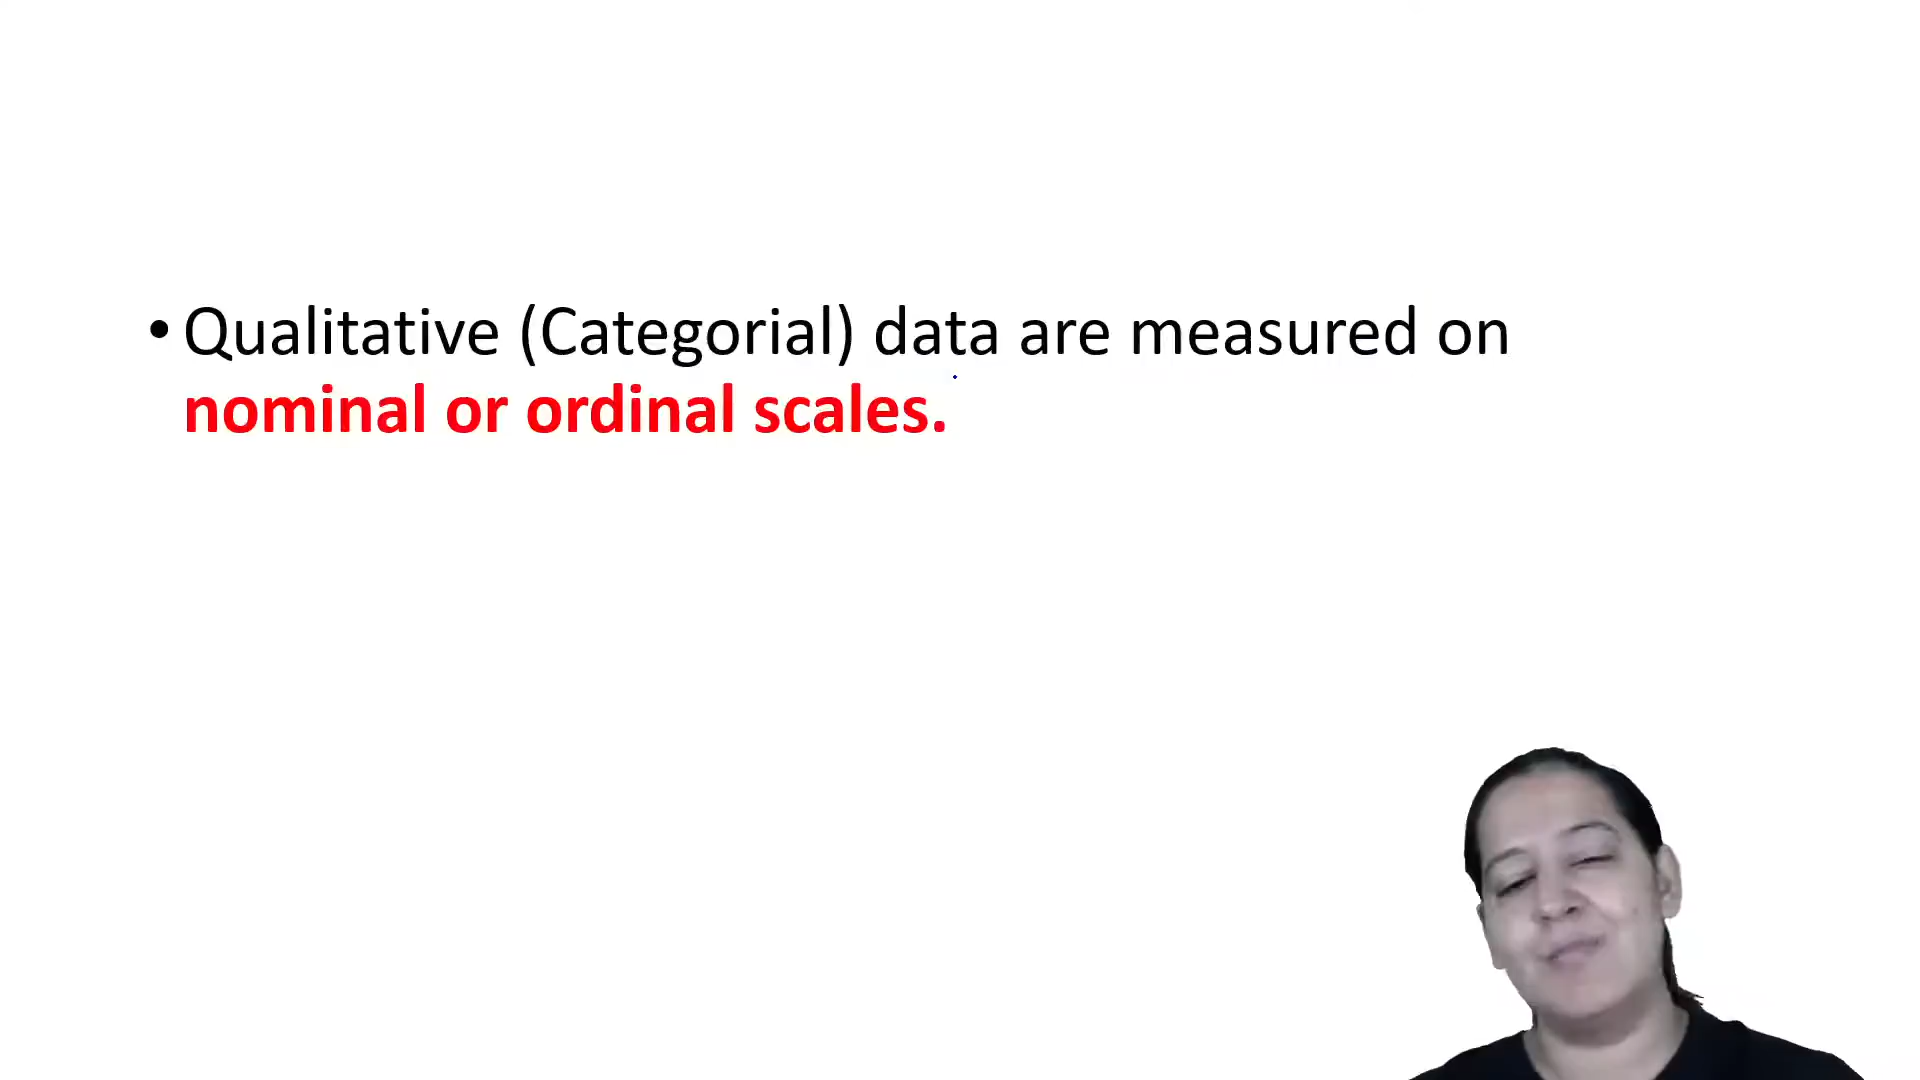 • Qualitative (Categorial) data are measured on
nominal or ordinal scales.